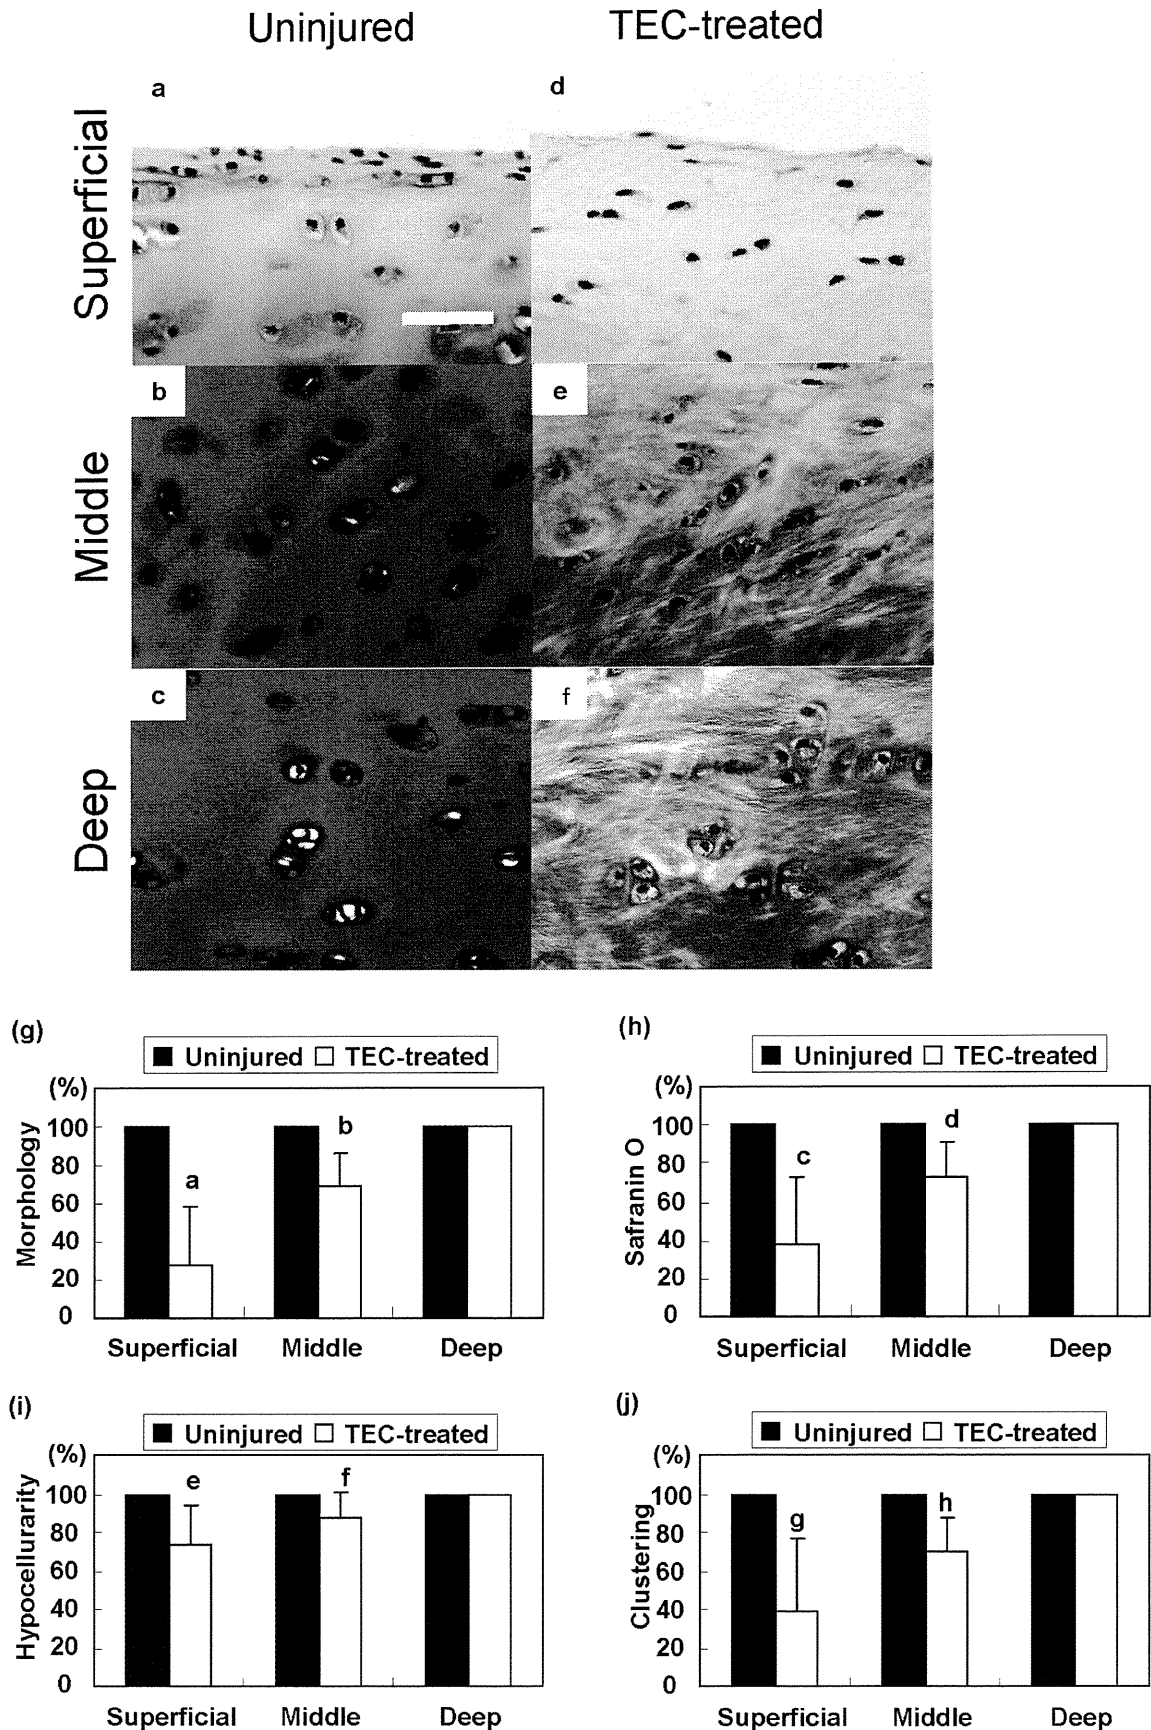 Uninjured TEC-treated
Superficial
a
d
Middle
b
e
Deep
c
f
(g)
Uninjured TEC-treated
(%)
Morphology
100
80
60
40
20
0
a
b
Superficial Middle Deep
(h)
Uninjured TEC-treated
(%)
Safranin O
100
80
60
40
20
0
c
d
Superficial Middle Deep
(i)
Uninjured TEC-treated
(%)
Hypocellurarity
100
80
60
40
20
0
e
f
Superficial Middle Deep
(j)
Uninjured TEC-treated
(%)
Clustering
100
80
60
40
20
0
g
h
Superficial Middle Deep